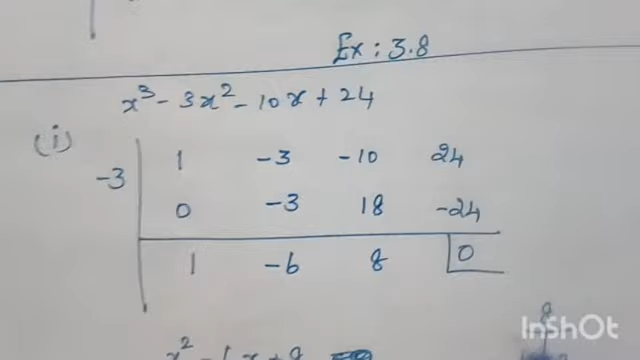 Ex : 3.8
x³ - 3x² - 10x + 24
(i)
-3 | 1 -3 -10 24
0 -3 18 -24
1 -6 8 0
8
InShOt